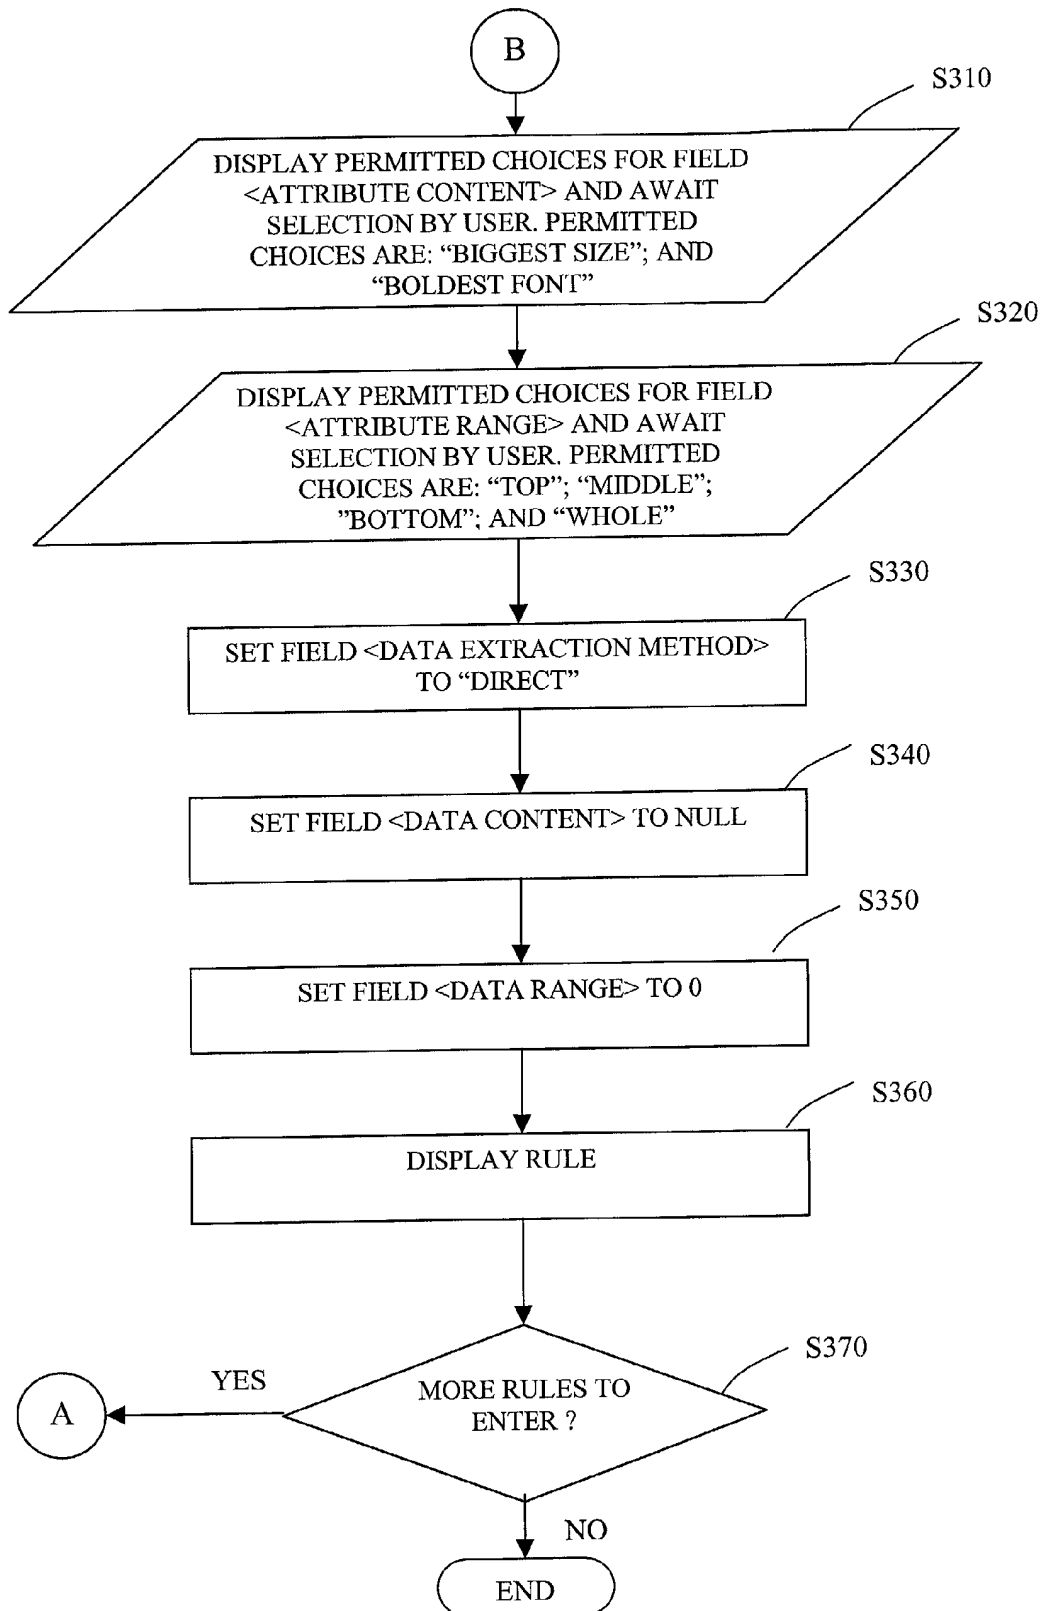 B
S310
DISPLAY PERMITTED CHOICES FOR FIELD
<ATTRIBUTE CONTENT> AND AWAIT
SELECTION BY USER. PERMITTED
CHOICES ARE: “BIGGEST SIZE”; AND
“BOLDEST FONT”
S320
DISPLAY PERMITTED CHOICES FOR FIELD
<ATTRIBUTE RANGE> AND AWAIT
SELECTION BY USER. PERMITTED
CHOICES ARE: “TOP”; “MIDDLE”;
”BOTTOM”; AND “WHOLE”
S330
SET FIELD <DATA EXTRACTION METHOD>
TO “DIRECT”
S340
SET FIELD <DATA CONTENT> TO NULL
S350
SET FIELD <DATA RANGE> TO 0
S360
DISPLAY RULE
S370
YES
MORE RULES TO
ENTER ?
A
NO
END